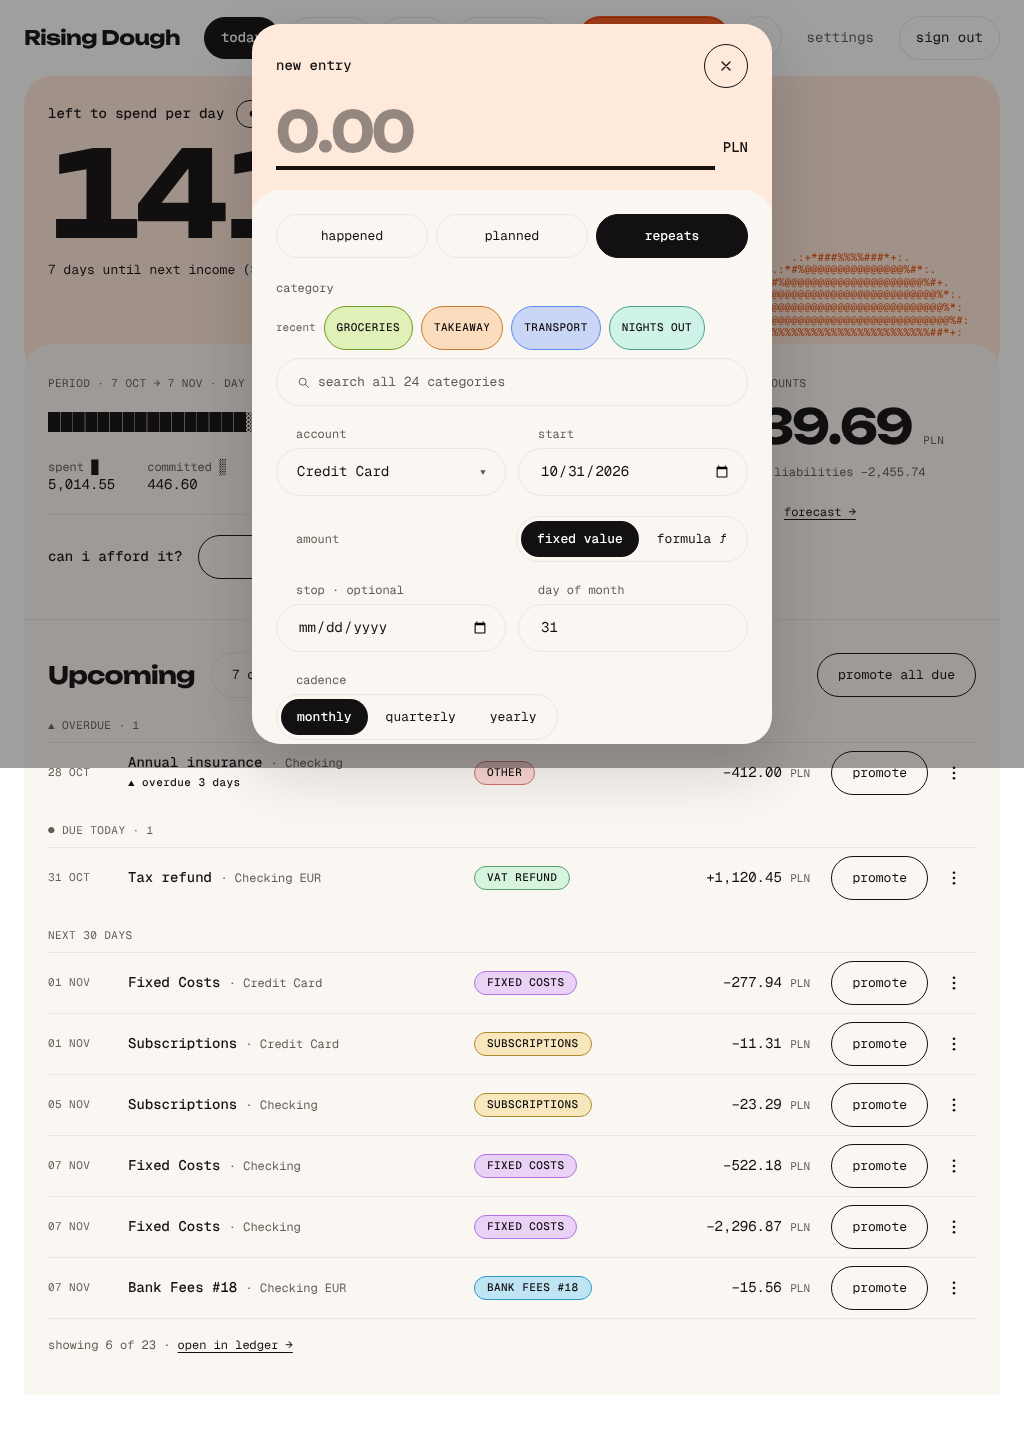 Rising Dough
today
settings
sign out
left to spend per day
141
7 days until next income (
new entry
0.00
PLN
happened
planned
repeats
category
recent
GROCERIES
TAKEAWAY
TRANSPORT
NIGHTS OUT
search all 24 categories
account
start
Credit Card
10/31/2026
amount
fixed value
formula ƒ
stop · optional
day of month
mm/dd/yyyy
31
cadence
monthly
quarterly
yearly
PERIOD · 7 OCT → 7 NOV · DAY
spent
committed
5,014.55
446.60
can i afford it?
39.69 PLN
liabilities −2,455.74
forecast →
Upcoming
promote all due
▲ OVERDUE · 1
28 OCT
Annual insurance · Checking
▲ overdue 3 days
OTHER
−412.00 PLN
promote
● DUE TODAY · 1
31 OCT
Tax refund · Checking EUR
VAT REFUND
+1,120.45 PLN
promote
NEXT 30 DAYS
01 NOV
Fixed Costs · Credit Card
FIXED COSTS
−277.94 PLN
promote
01 NOV
Subscriptions · Credit Card
SUBSCRIPTIONS
−11.31 PLN
promote
05 NOV
Subscriptions · Checking
SUBSCRIPTIONS
−23.29 PLN
promote
07 NOV
Fixed Costs · Checking
FIXED COSTS
−522.18 PLN
promote
07 NOV
Fixed Costs · Checking
FIXED COSTS
−2,296.87 PLN
promote
07 NOV
Bank Fees #18 · Checking EUR
BANK FEES #18
−15.56 PLN
promote
showing 6 of 23 · open in ledger →